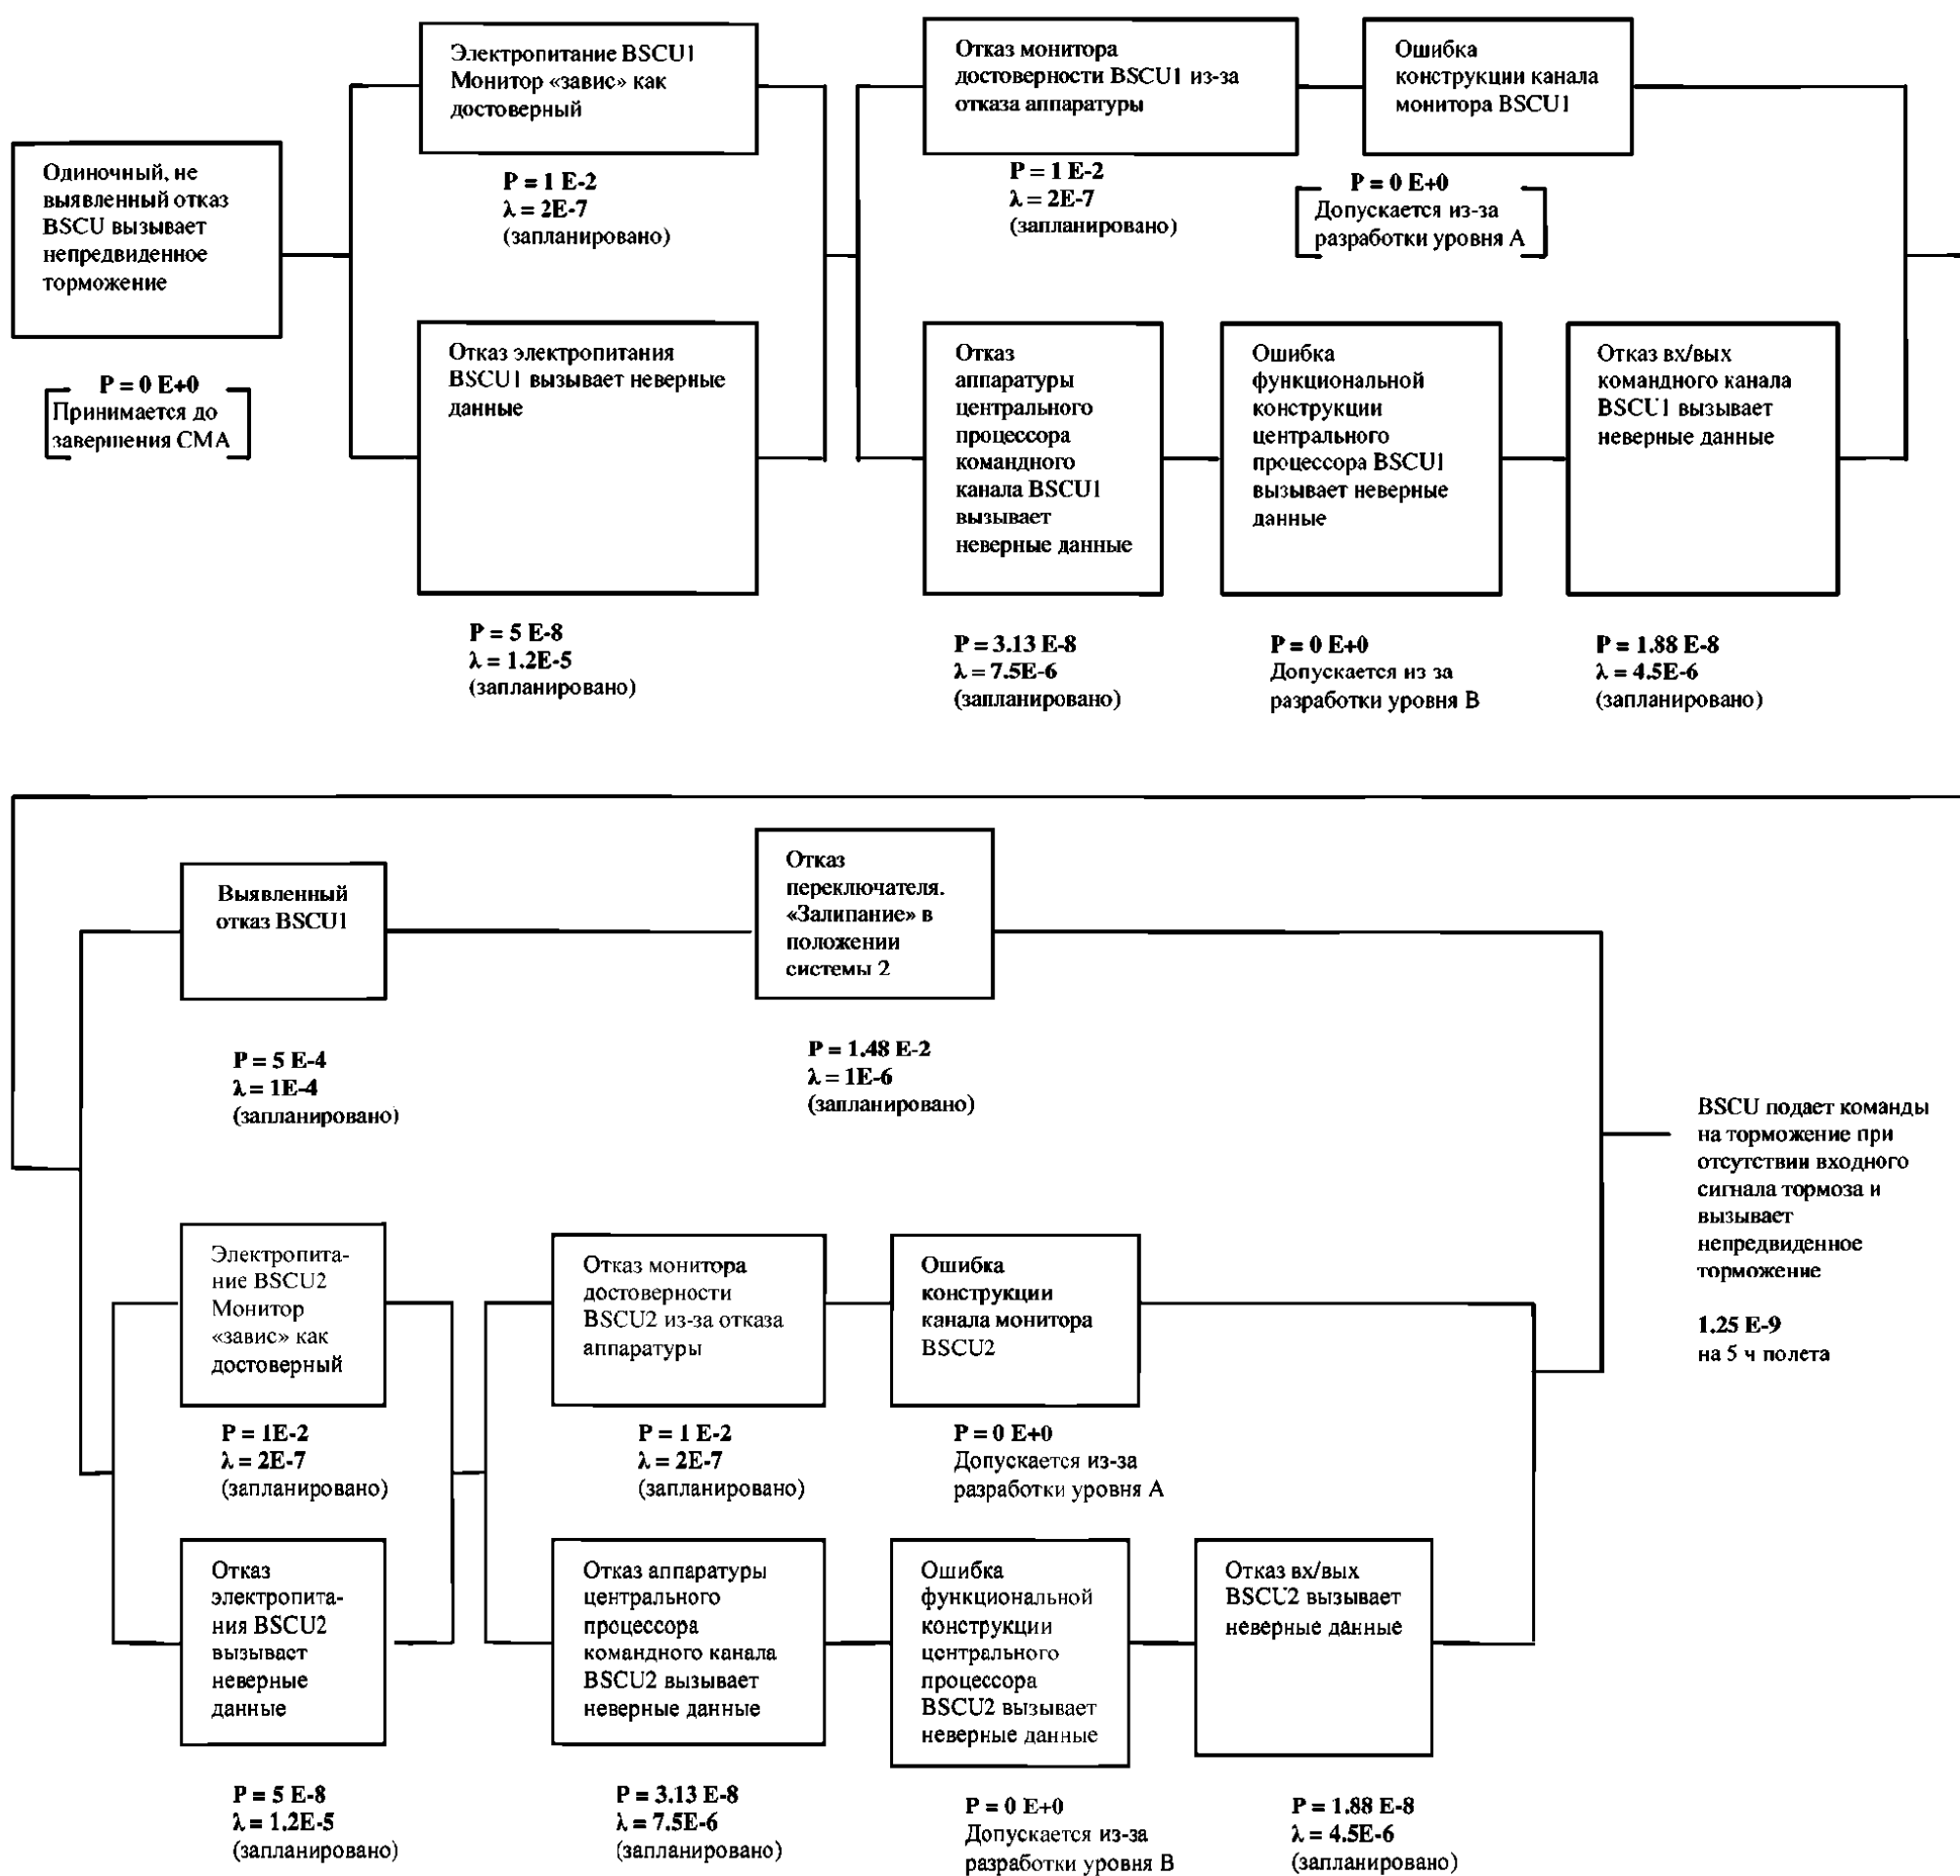 Одиночный, не
выявленный отказ
BSCU вызывает
непредвиденное
торможение
P = 0 E+0
Принимается до
завершения СМА
Электропитание BSCU1
Монитор «завис» как
достоверный
P = 1 E-2
λ = 2E-7
(запланировано)
Отказ электропитания
BSCU1 вызывает неверные
данные
P = 5 E-8
λ = 1.2E-5
(запланировано)
Отказ монитора
достоверности BSCU1 из-за
отказа аппаратуры
P = 1 E-2
λ = 2E-7
(запланировано)
Ошибка
конструкции канала
монитора BSCU1
P = 0 E+0
Допускается из-за
разработки уровня А
Отказ
аппаратуры
центрального
процессора
командного
канала BSCU1
вызывает
неверные данные
P = 3.13 E-8
λ = 7.5E-6
(запланировано)
Ошибка
функциональной
конструкции
центрального
процессора BSCU1
вызывает неверные
данные
P = 0 E+0
Допускается из за
разработки уровня В
Отказ вх/вых
командного канала
BSCU1 вызывает
неверные данные
P = 1.88 E-8
λ = 4.5E-6
(запланировано)
Выявленный
отказ BSCU1
P = 5 E-4
λ = 1E-4
(запланировано)
Отказ
переключателя.
«Залипание» в
положении
системы 2
P = 1.48 E-2
λ = 1E-6
(запланировано)
BSCU подает команды
на торможение при
отсутствии входного
сигнала тормоза и
вызывает
непредвиденное
торможение
1.25 E-9
на 5 ч полета
Электропита-
ние BSCU2
Монитор
«завис» как
достоверный
P = 1E-2
λ = 2E-7
(запланировано)
Отказ монитора
достоверности
BSCU2 из-за отказа
аппаратуры
P = 1 E-2
λ = 2E-7
(запланировано)
Ошибка
конструкции
канала монитора
BSCU2
P = 0 E+0
Допускается из-за
разработки уровня А
Отказ
электропита-
ния BSCU2
вызывает
неверные
данные
P = 5 E-8
λ = 1.2E-5
(запланировано)
Отказ аппаратуры
центрального
процессора
командного канала
BSCU2 вызывает
неверные данные
P = 3.13 E-8
λ = 7.5E-6
(запланировано)
Ошибка
функциональной
конструкции
центрального
процессора
BSCU2 вызывает
неверные данные
P = 0 E+0
Допускается из-за
разработки уровня В
Отказ вх/вых
BSCU2 вызывает
неверные данные
P = 1.88 E-8
λ = 4.5E-6
(запланировано)